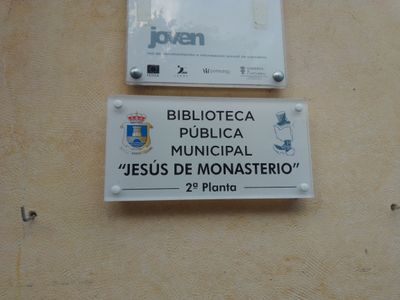 joven
BIBLIOTECA
PÚBLICA
MUNICIPAL
“JESÚS DE MONASTERIO”
2ª Planta